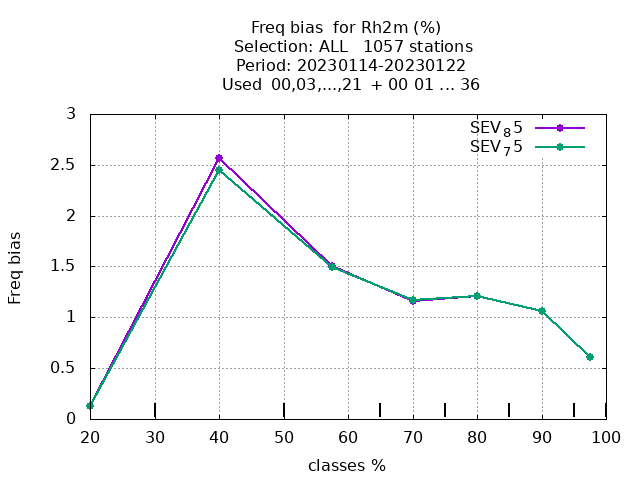 Freq bias  for Rh2m (%)
Selection: ALL   1057 stations
Period: 20230114-20230122
Used  00,03,...,21  + 00 01 ... 36
SEV₈5
SEV₇5
3
2.5
2
1.5
1
0.5
0
Freq bias
20 30 40 50 60 70 80 90 100
classes %